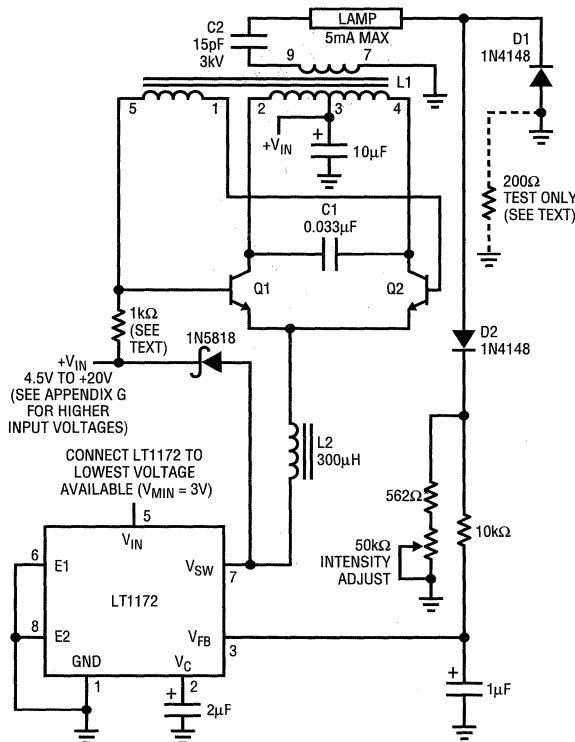 C2
15pF
3kV
LAMP
5mA MAX
D1
1N4148
9
7
L1
5
1
2
3
4
+VIN
+
10µF
200Ω
TEST ONLY
(SEE TEXT)
C1
0.033µF
Q1
Q2
1kΩ
(SEE
TEXT)
1N5818
D2
1N4148
+VIN
4.5V TO +20V
(SEE APPENDIX G
FOR HIGHER
INPUT VOLTAGES)
L2
300µH
CONNECT LT1172 TO
LOWEST VOLTAGE
AVAILABLE (VMIN = 3V)
562Ω
50kΩ
INTENSITY
ADJUST
10kΩ
5
VIN
6
E1
VSW
7
LT1172
8
E2
VFB
3
GND
VC
1
2
+
2µF
+
1µF